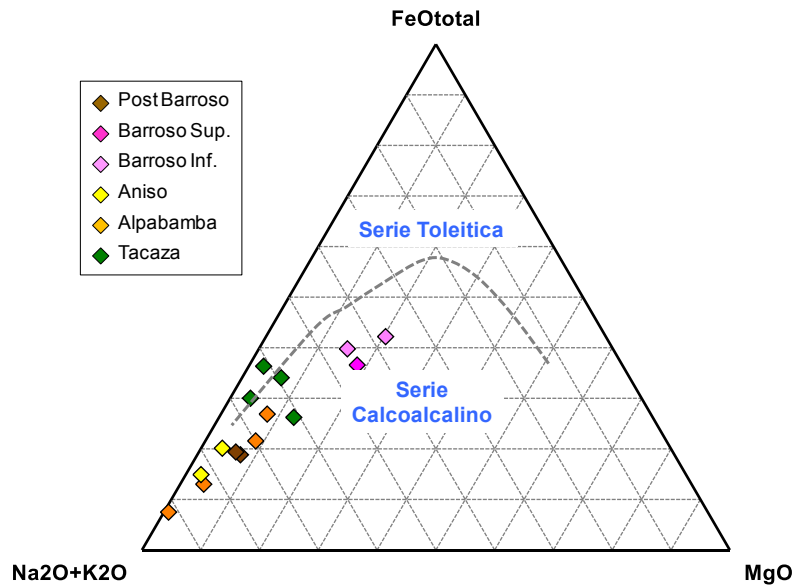 FeOtotal
Post Barroso
Barroso Sup.
Barroso Inf.
Aniso
Alpabamba
Tacaza
Serie Toleitica
Serie
Calcoalcalino
Na2O+K2O
MgO